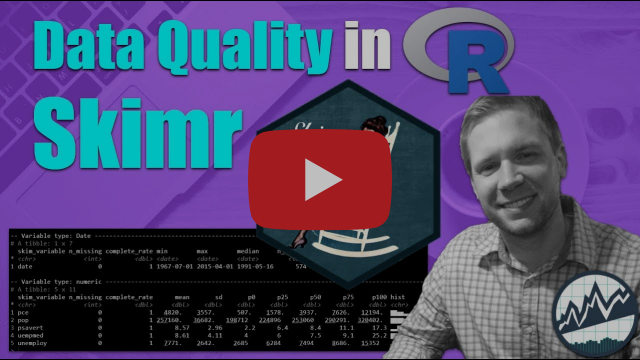 Data Quality in R
Skimr
-- Variable type: Date
# A tibble: 1 x 7
skim_variable n_missing complete_rate min max median
* <chr> <int> <dbl> <date> <date> <date>
1 date 0 1 1967-07-01 2015-04-01 1991-05-16 574
-- Variable type: numeric
# A tibble: 5 x 11
skim_variable n_missing complete_rate mean sd p0 p25 p50 p75 p100 hist
* <chr> <int> <dbl> <dbl> <dbl> <dbl> <dbl> <dbl> <dbl> <dbl> <chr>
1 pce 0 1 4820. 3557. 507. 1578. 3937. 7626. 12194.
2 pop 0 1 257160. 36682. 198712 224896 253060 290291. 320402.
3 psavert 0 1 8.57 2.96 2.2 6.4 8.4 11.1 17.3
4 uempmed 0 1 8.61 4.11 4 6 7.5 9.1 25.2
5 unemploy 0 1 7771. 2642. 2685 6284 7494 8686. 15352